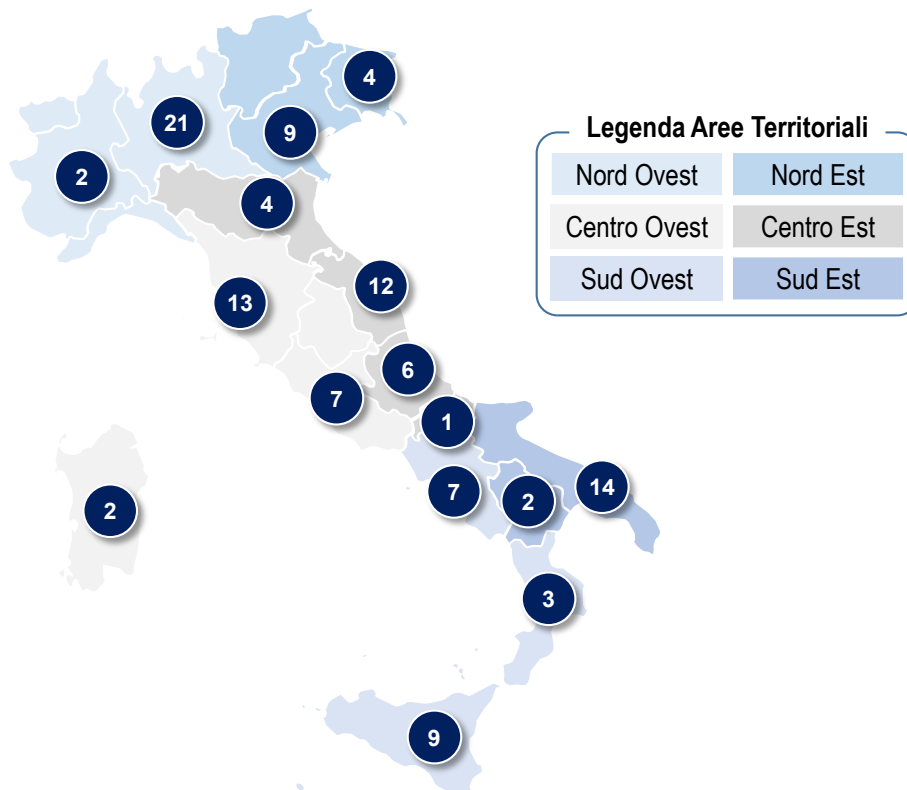 4
21
9
2
4
Legenda Aree Territoriali
Nord Ovest
Nord Est
Centro Ovest
Centro Est
Sud Ovest
Sud Est
12
13
6
7
1
7
2
14
2
3
9